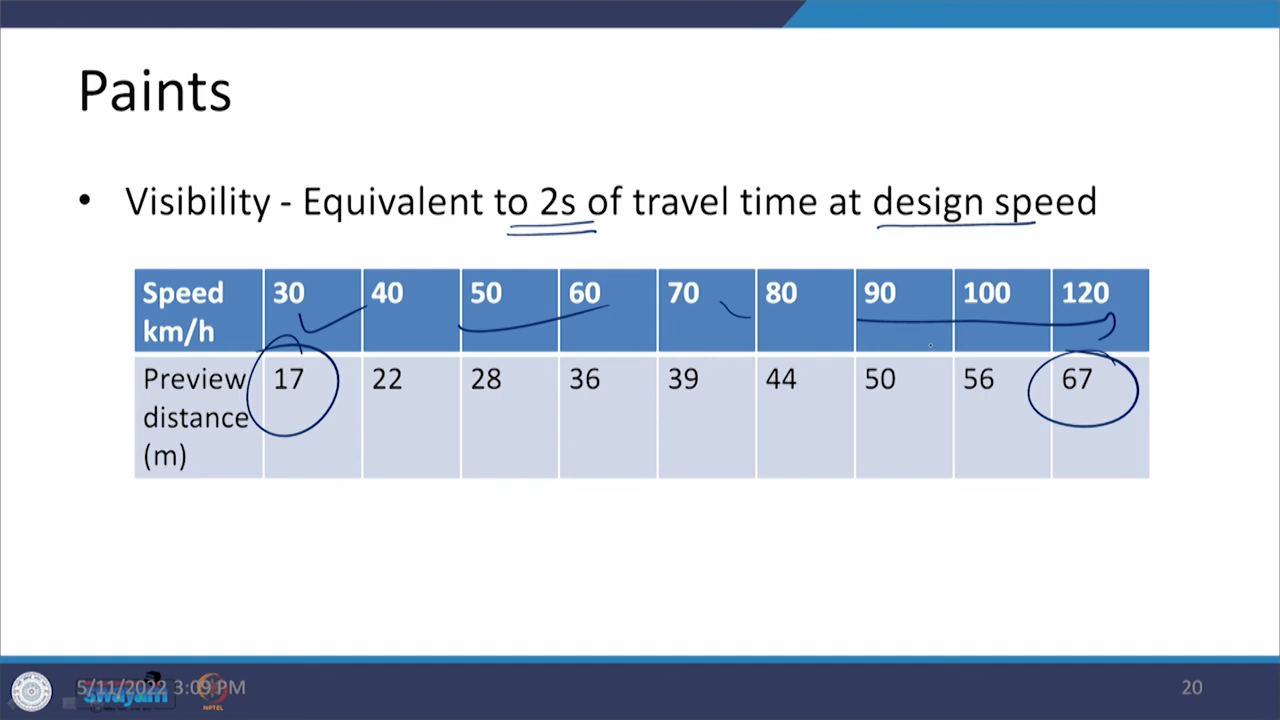 Paints
• Visibility - Equivalent to 2s of travel time at design speed
Speed km/h 30 40 50 60 70 80 90 100 120
Preview distance (m) 17 22 28 36 39 44 50 56 67
5/11/2022 3:09 PM
swayam
NPTEL
20